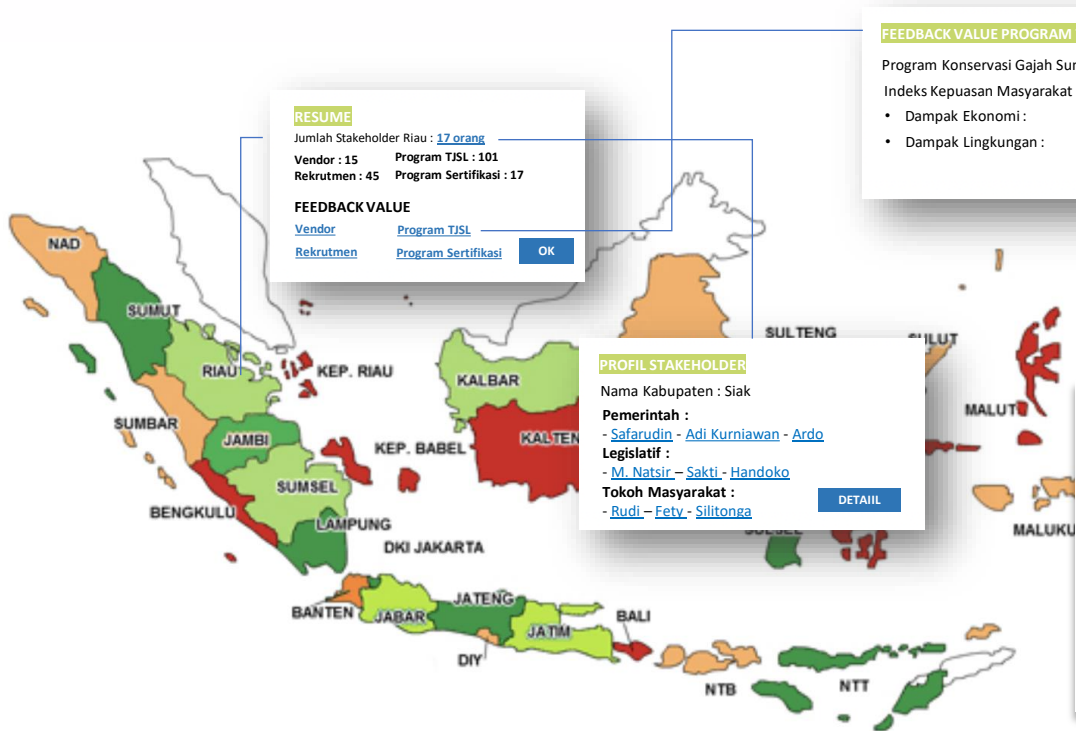 FEEDBACK VALUE PROGRAM
Program Konservasi Gajah
Indeks Kepuasan Masyarakat
• Dampak Ekonomi :
• Dampak Lingkungan :
RESUME
Jumlah Stakeholder Riau : 17 orang
Vendor : 15 Program TJSL : 101
Rekrutmen : 45 Program Sertifikasi : 17
FEEDBACK VALUE
Vendor Program TJSL
Rekrutmen Program Sertifikasi OK
NAD
SUMUT
RIAU
KEP. RIAU
SUMBAR
JAMBI
KEP. BABEL
SUMSEL
BENGKULU
LAMPUNG
KALBAR
KALTEN
SULTENG
SULUT
MALUT
MALUKU
PROFIL STAKEHOLDER
Nama Kabupaten : Siak
Pemerintah :
- Safarudin - Adi Kurniawan - Ardo
Legislatif :
- M. Natsir – Sakti - Handoko
Tokoh Masyarakat :
- Rudi – Fety - Silitonga
DETAIIL
DKI JAKARTA
BANTEN
JABAR
JATENG
DIY
JATIM
BALI
NTB
NTT